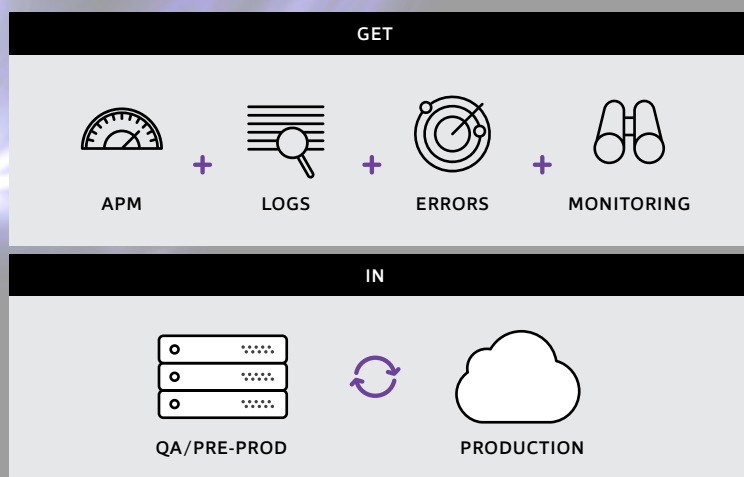 GET
APM + LOGS + ERRORS + MONITORING
IN
QA/PRE-PROD PRODUCTION